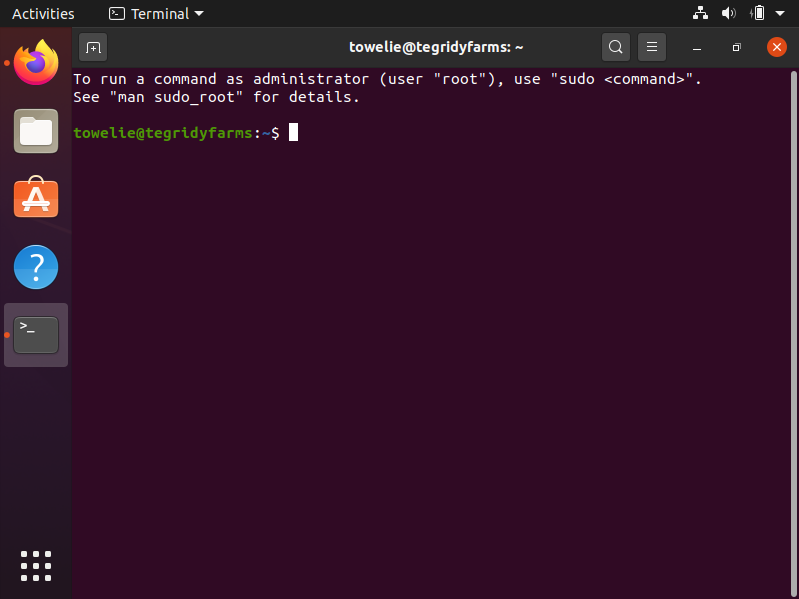 Activities Terminal
towelie@tegridyfarms: ~
To run a command as administrator (user "root"), use "sudo <command>".
See "man sudo_root" for details.
towelie@tegridyfarms:~$